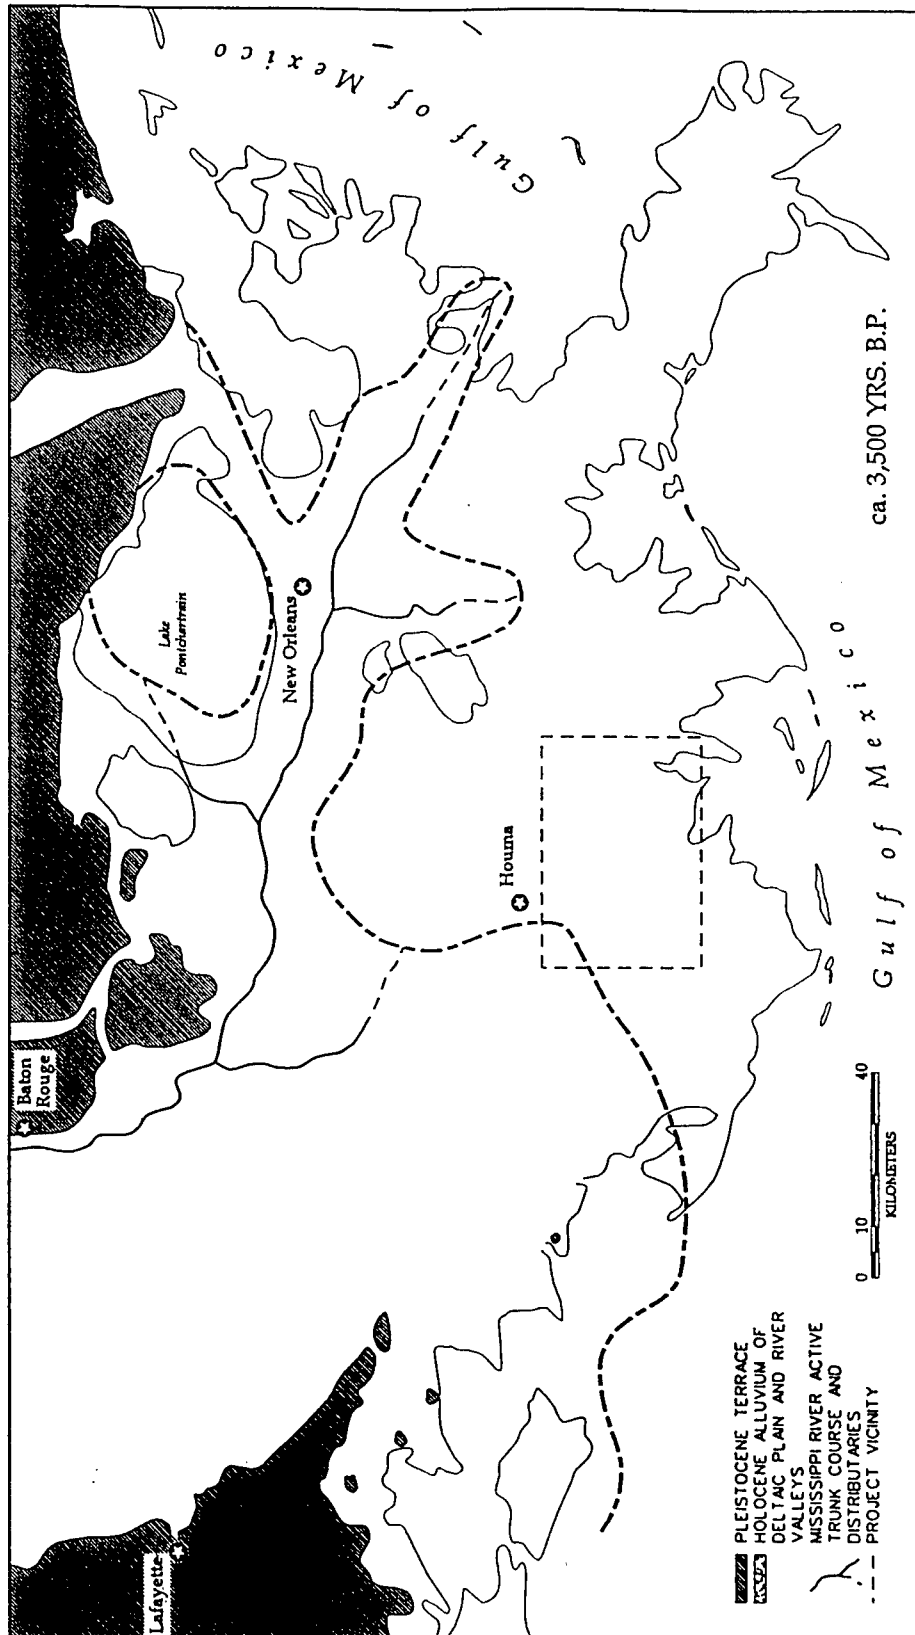 Baton
Rouge
Lafayette
Lake
Pontchartrain
New Orleans
Houma
Gulf of Mexico
Gulf of Mexico
ca. 3,500 YRS. B.P.
0 10 40
KILOMETERS
PLEISTOCENE TERRACE
HOLOCENE ALLUVIUM OF
DELTAIC PLAIN AND RIVER
VALLEYS
MISSISSIPPI RIVER ACTIVE
TRUNK COURSE AND
DISTRIBUTARIES
PROJECT VICINITY